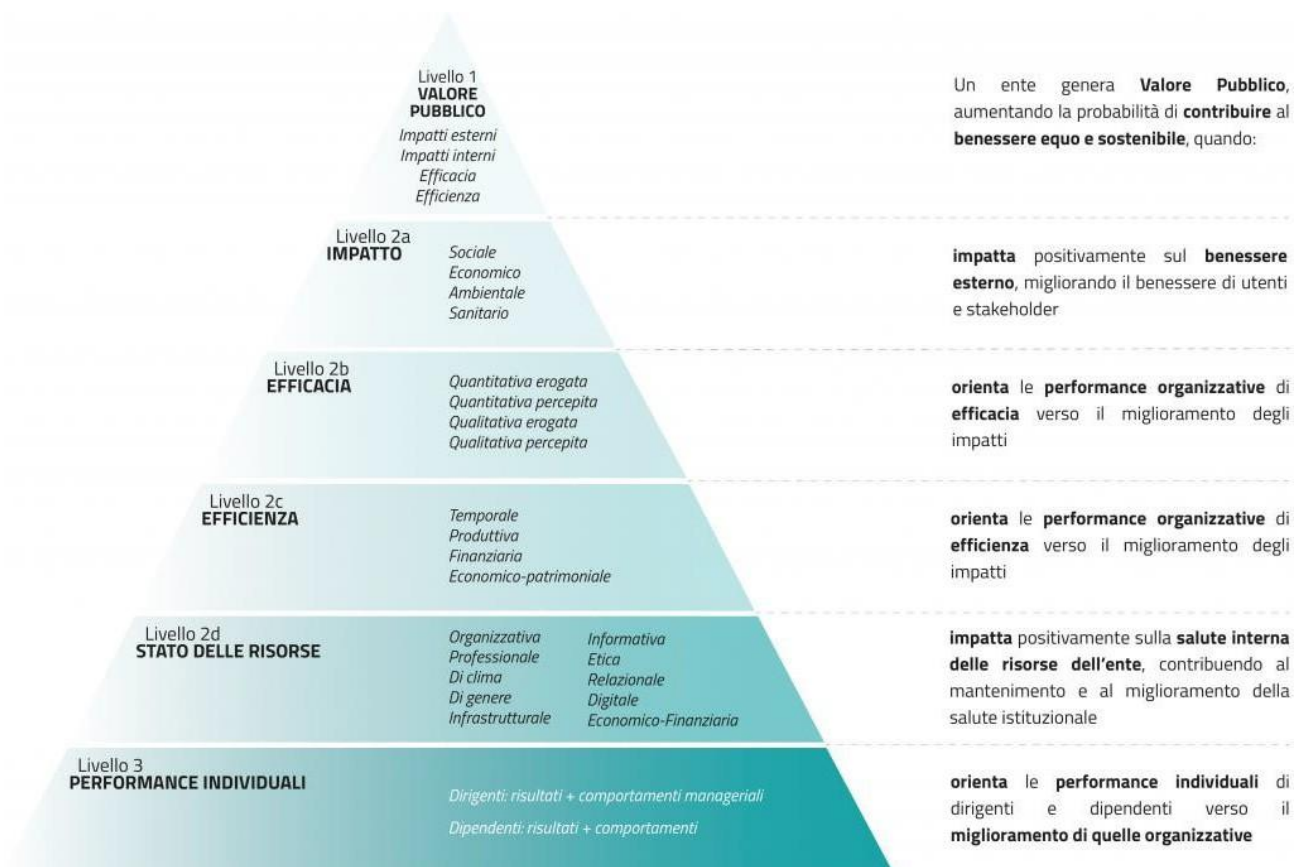 Livello 1
VALORE
PUBBLICO
Impatti esterni
Impatti interni
Efficacia
Efficienza
Un ente genera Valore Pubblico,
aumentando la probabilità di contribuire al
benessere equo e sostenibile, quando:
Livello 2a
IMPATTO
Sociale
Economico
Ambientale
Sanitario
impatta positivamente sul benessere
esterno, migliorando il benessere di utenti
e stakeholder
Livello 2b
EFFICACIA
Quantitativa erogata
Quantitativa percepita
Qualitativa erogata
Qualitativa percepita
orienta le performance organizzative di
efficacia verso il miglioramento degli
impatti
Livello 2c
EFFICIENZA
Temporale
Produttiva
Finanziaria
Economico-patrimoniale
orienta le performance organizzative di
efficienza verso il miglioramento degli
impatti
Livello 2d
STATO DELLE RISORSE
Organizzativa
Professionale
Di clima
Di genere
Infrastrutturale
Informativa
Etica
Relazionale
Digitale
Economico-Finanziaria
impatta positivamente sulla salute interna
delle risorse dell'ente, contribuendo al
mantenimento e al miglioramento della
salute istituzionale
Livello 3
PERFORMANCE INDIVIDUALI
Dirigenti: risultati + comportamenti manageriali
Dipendenti: risultati + comportamenti
orienta le performance individuali di
dirigenti e dipendenti verso il
miglioramento di quelle organizzative